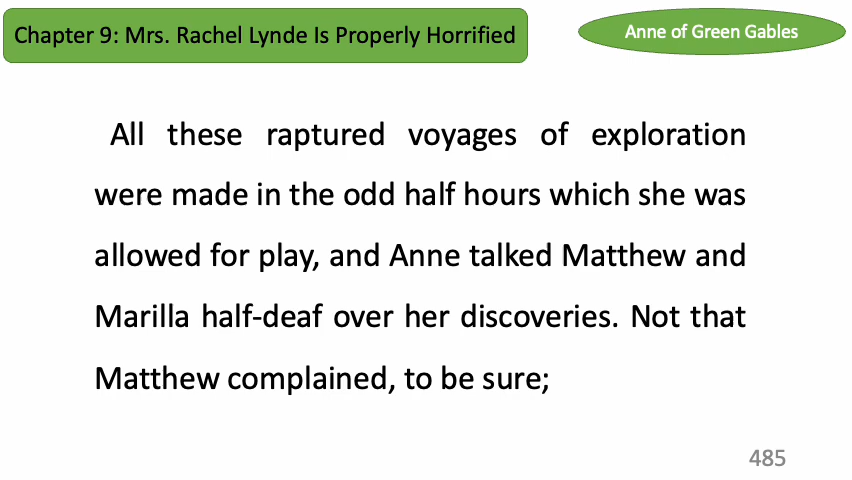 Chapter 9: Mrs. Rachel Lynde Is Properly Horrified
Anne of Green Gables
All these raptured voyages of exploration
were made in the odd half hours which she was
allowed for play, and Anne talked Matthew and
Marilla half-deaf over her discoveries. Not that
Matthew complained, to be sure;
485